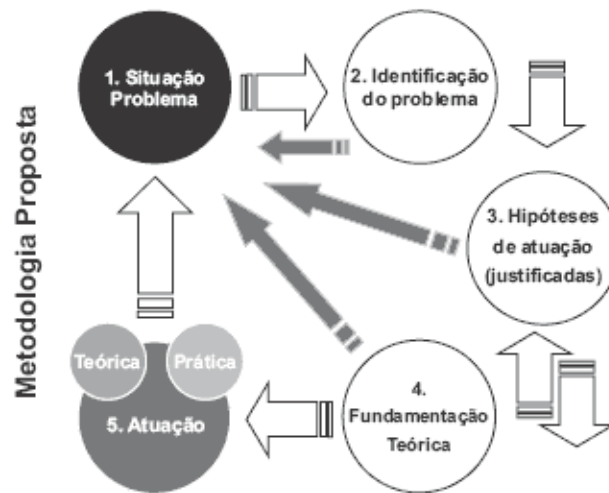 Metodologia Proposta
1. Situação
Problema
2. Identificação
do problema
3. Hipóteses
de atuação
(justificadas)
4.
Fundamentação
Teórica
Teórica
Prática
5. Atuação